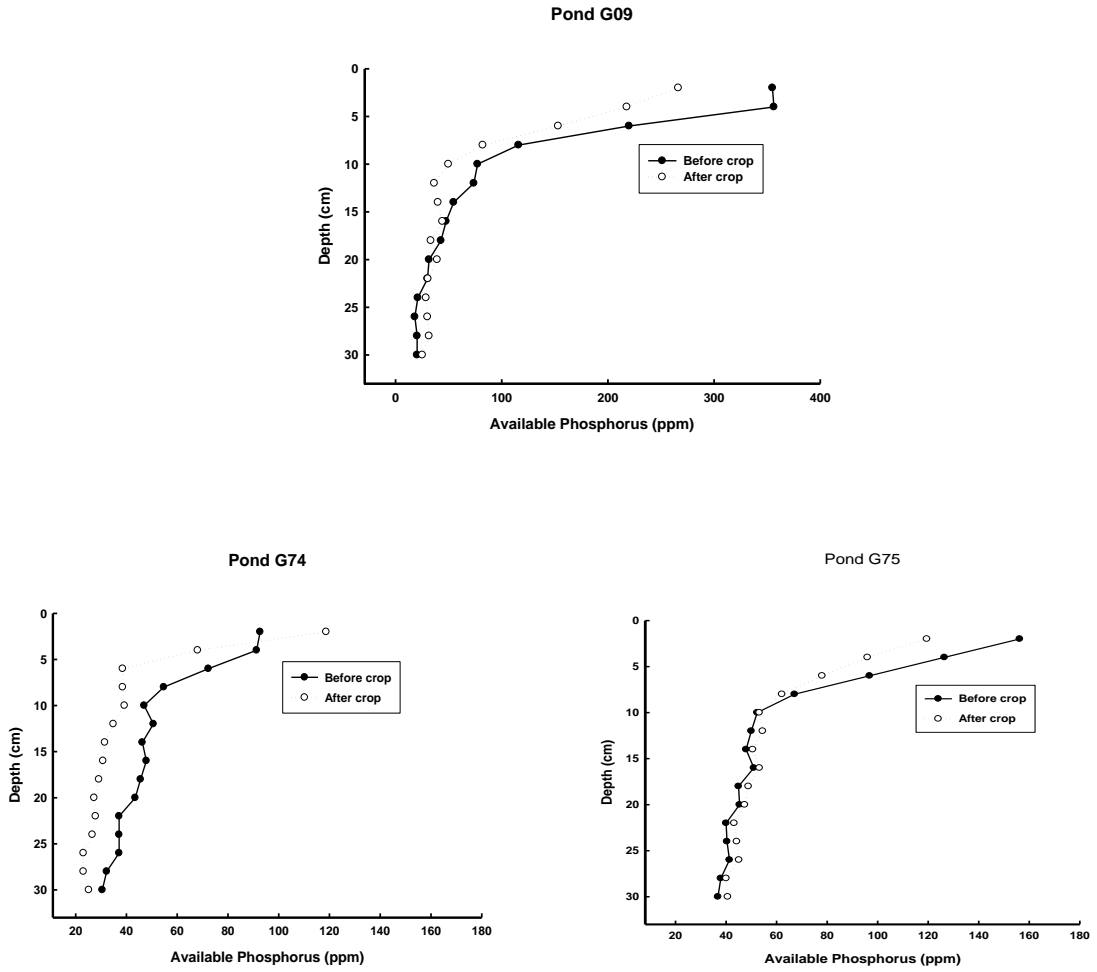 Pond G09
0
5
10
15
20
25
30
Depth (cm)
Before crop
After crop
0 100 200 300 400
Available Phosphorus (ppm)
Pond G74
0
5
10
15
20
25
30
Depth (cm)
Before crop
After crop
20 40 60 80 100 120 140 160 180
Available Phosphorus (ppm)
Pond G75
0
5
10
15
20
25
30
Depth (cm)
Before crop
After crop
20 40 60 80 100 120 140 160 180
Available Phosphorus (ppm)